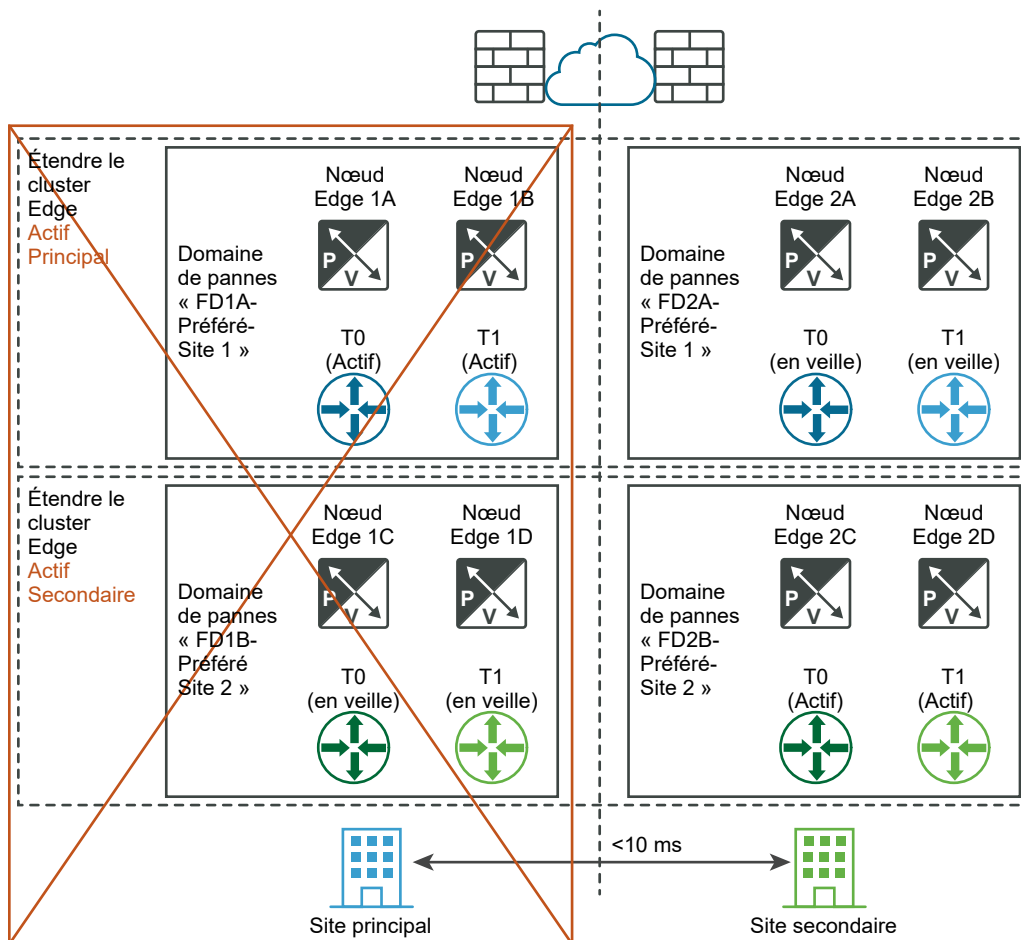 Étendre le
cluster
Edge
Actif
Principal
Domaine
de pannes
« FD1A-
Préféré-
Site 1 »
Nœud
Edge 1A
Nœud
Edge 1B
P
V
P
V
T0
(Actif)
T1
(Actif)
Domaine
de pannes
« FD2A-
Préféré-
Site 1 »
Nœud
Edge 2A
Nœud
Edge 2B
P
V
P
V
T0
(en veille)
T1
(en veille)
Étendre le
cluster
Edge
Actif
Secondaire
Domaine
de pannes
« FD1B-
Préféré
Site 2 »
Nœud
Edge 1C
Nœud
Edge 1D
P
V
P
V
T0
(en veille)
T1
(en veille)
Domaine
de pannes
« FD2B-
Préféré-
Site 2 »
Nœud
Edge 2C
Nœud
Edge 2D
P
V
P
V
T0
(Actif)
T1
(Actif)
<10 ms
Site principal
Site secondaire